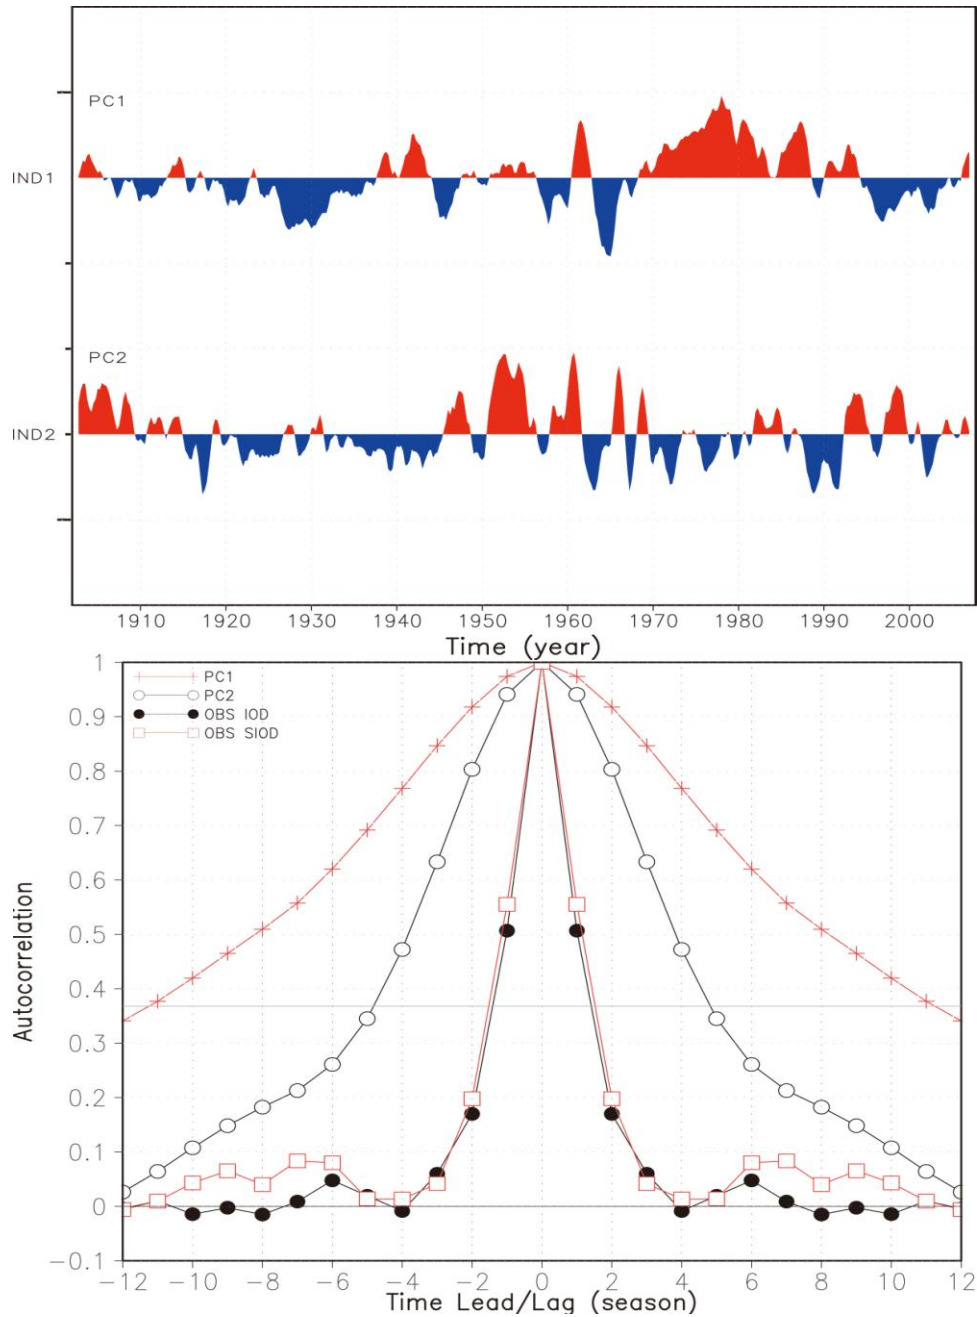 PC1
IND1
PC2
IND2
1910 1920 1930 1940 1950 1960 1970 1980 1990 2000
Time (year)
1
PC1
PC2
OBS IOD
OBS SIOD
0.9
0.8
0.7
0.6
0.5
0.4
0.3
0.2
0.1
0
−0.1
Autocorrelation
−12 −10 −8 −6 −4 −2 0 2 4 6 8 10 12
Time Lead/Lag (season)